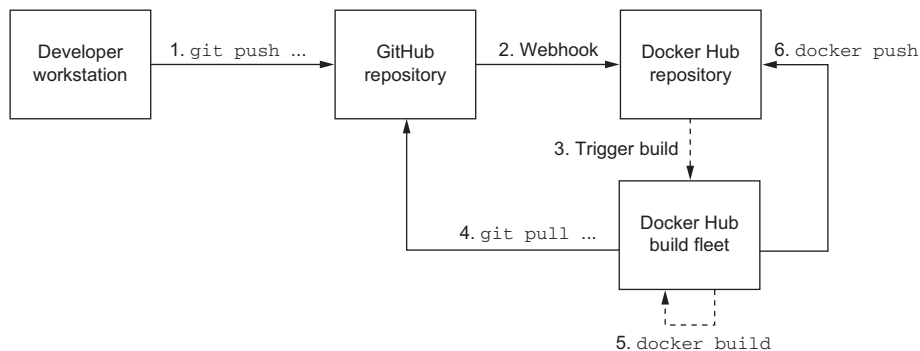 Developer
workstation
1. git push ...
GitHub
repository
2. Webhook
Docker Hub
repository
6. docker push
3. Trigger build
Docker Hub
build fleet
4. git pull ...
5. docker build